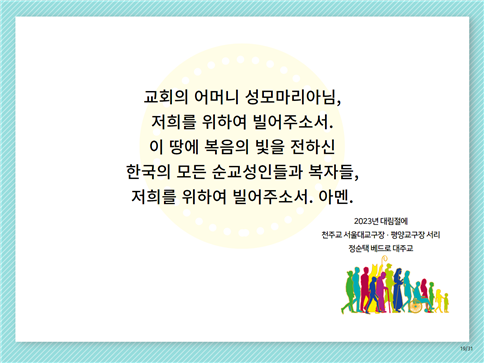 교회의 어머니 성모마리아님,
저희를 위하여 빌어주소서.
이 땅에 복음의 빛을 전하신
한국의 모든 순교성인들과 복자들,
저희를 위하여 빌어주소서. 아멘.
2023년 대림절에
천주교 서울대교구장 · 평양교구장 서리
정순택 베드로 대주교
19/31